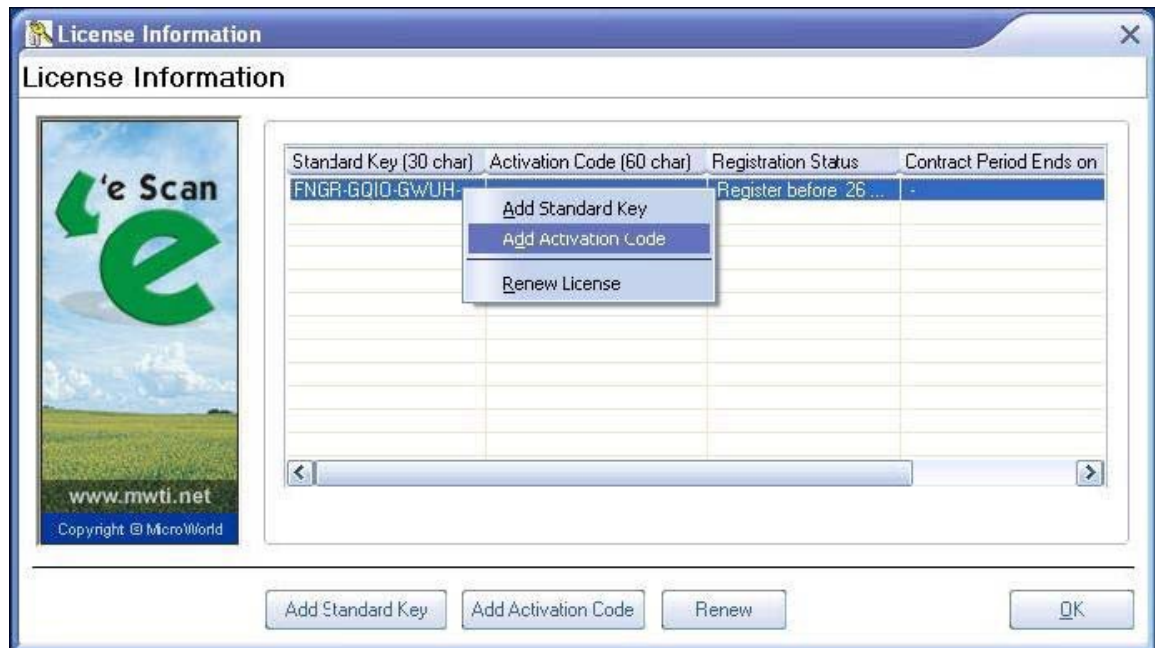 License Information
License Information
'e Scan
e
www.mwti.net
Copyright © MicroWorld
Standard Key (30 char) Activation Code (60 char) Registration Status Contract Period Ends on
FNGR-GQIO-GWUH- Register before 26 ... -
Add Standard Key
Add Activation Code
Renew License
Add Standard Key Add Activation Code Renew OK